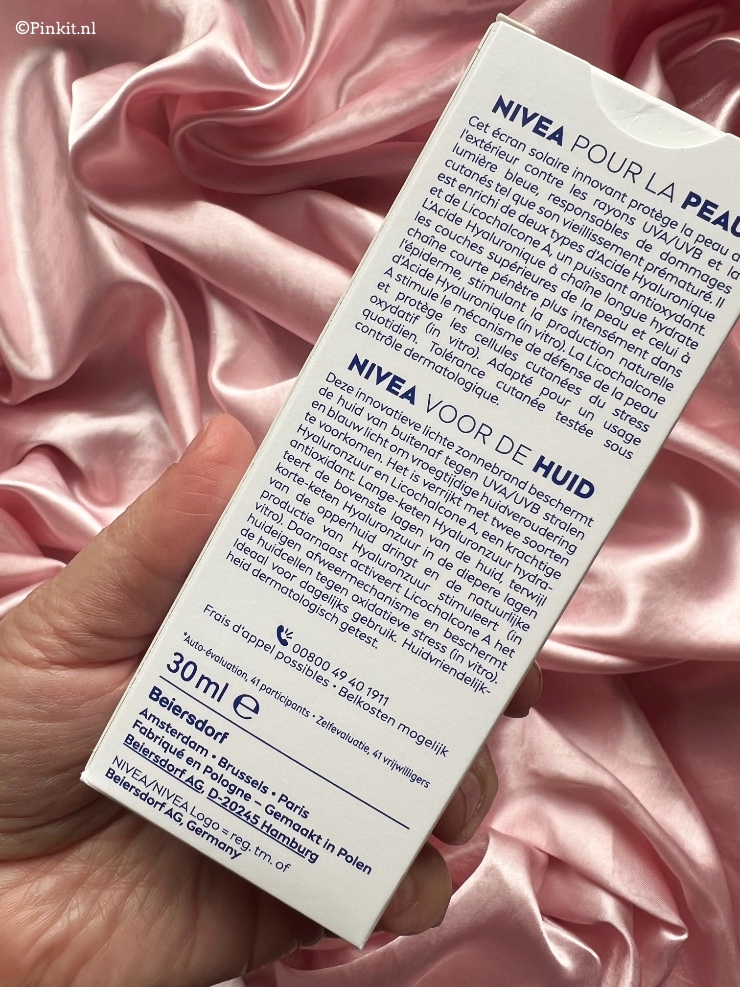 ©Pinkit.nl
NIVEA POUR LA PEAU
Cet écran solaire innovant protège la peau
l'extérieur contre les rayons UVA/UVB et la
lumière bleue, responsables de dommages
cutanés tel que son vieillissement prématuré. Il
est enrichi de deux types d'Acide Hyaluronique
et de Licochalcone A, un puissant antioxydant.
L'Acide Hyaluronique à chaîne longue hydrate
les couches supérieures de la peau et celui à
chaîne courte pénètre plus intensément dans
l'épiderme, stimulant la production naturelle
d'Acide Hyaluronique (in vitro). La Licochalcone
A stimule le mécanisme de défense de la peau
et protège les cellules cutanées du stress
oxydatif (in vitro). Adapté pour un usage
quotidien. Tolérance cutanée testée sous
contrôle dermatologique.
NIVEA VOOR DE HUID
Deze innovatieve lichte zonnebrand beschermt
de huid van buitenaf tegen UVA/UVB stralen
en blauw licht om vroegtijdige huidveroudering
te voorkomen. Het is verrijkt met twee soorten
Hyaluronzuur en Licochalcone A, een krachtige
antioxidant. Lange-keten Hyaluronzuur hydra-
teert de bovenste lagen van de huid, terwijl
korte-keten Hyaluronzuur in de diepere lagen
van de opperhuid dringt en de natuurlijke
productie van Hyaluronzuur stimuleert (in
vitro). Daarnaast activeert Licochalcone A het
huideigen afweermechanisme en beschermt
de huidcellen tegen oxidatieve stress (in vitro).
Ideaal voor dagelijks gebruik. Huidvriendelijk-
heid dermatologisch getest.
00800 49 40 1911
Frais d'appel possibles • Belkosten mogelijk
*Auto-évaluation, 41 participants • Zelfevaluatie, 41 vrijwilligers
30 ml e
Beiersdorf
Amsterdam • Brussels • Paris
Fabriqué en Pologne – Gemaakt in Polen
Beiersdorf AG, D-20245 Hamburg
NIVEA/NIVEA Logo = reg. tm. of
Beiersdorf AG, Germany